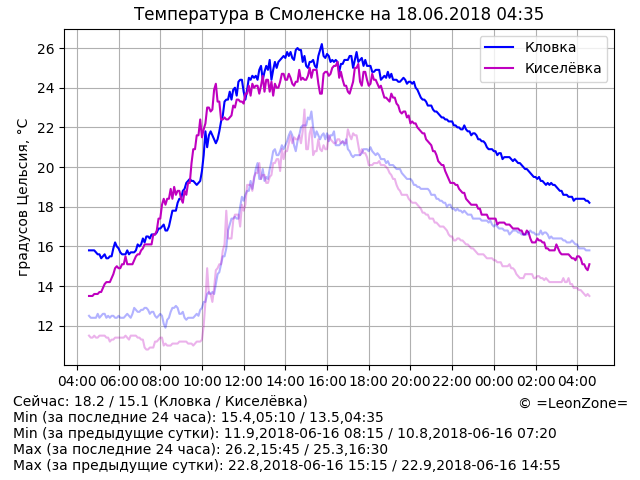 Температура в Смоленске на 18.06.2018 04:35
градусов Цельсия, °C
26
24
22
20
18
16
14
12
Кловка
Киселёвка
04:00 06:00 08:00 10:00 12:00 14:00 16:00 18:00 20:00 22:00 00:00 02:00 04:00
Сейчас: 18.2 / 15.1 (Кловка / Киселёвка)
© =LeonZone=
Min (за последние 24 часа): 15.4,05:10 / 13.5,04:35
Min (за предыдущие сутки): 11.9,2018-06-16 08:15 / 10.8,2018-06-16 07:20
Max (за последние 24 часа): 26.2,15:45 / 25.3,16:30
Max (за предыдущие сутки): 22.8,2018-06-16 15:15 / 22.9,2018-06-16 14:55